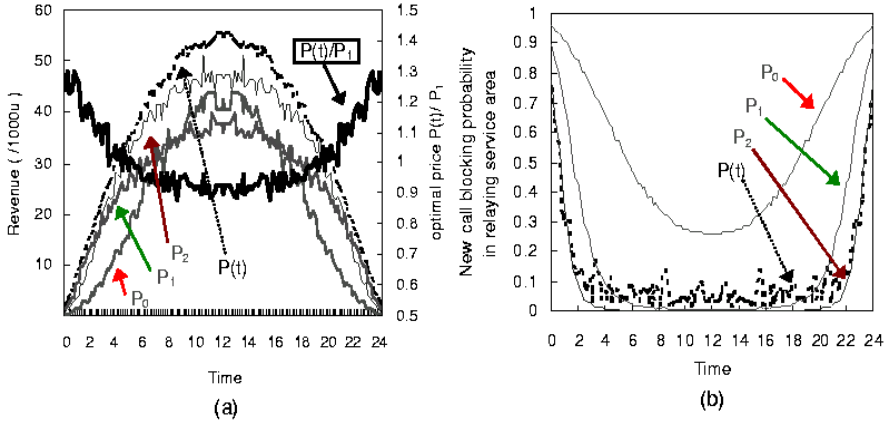 60
50
40
30
20
10
Revenue ( /1000u )
1.5
1.4
1.3
1.2
1.1
1
0.9
0.8
0.7
0.6
0.5
optimal price P(t)/ P1
P(t)/P1
P2
P(t)
P1
P0
0 2 4 6 8 10 12 14 16 18 20 22 24
Time
(a)
1
0.9
0.8
0.7
0.6
0.5
0.4
0.3
0.2
0.1
0
New call blocking probability
in relaying service area
P0
P1
P2
P(t)
0 2 4 6 8 10 12 14 16 18 20 22 24
Time
(b)